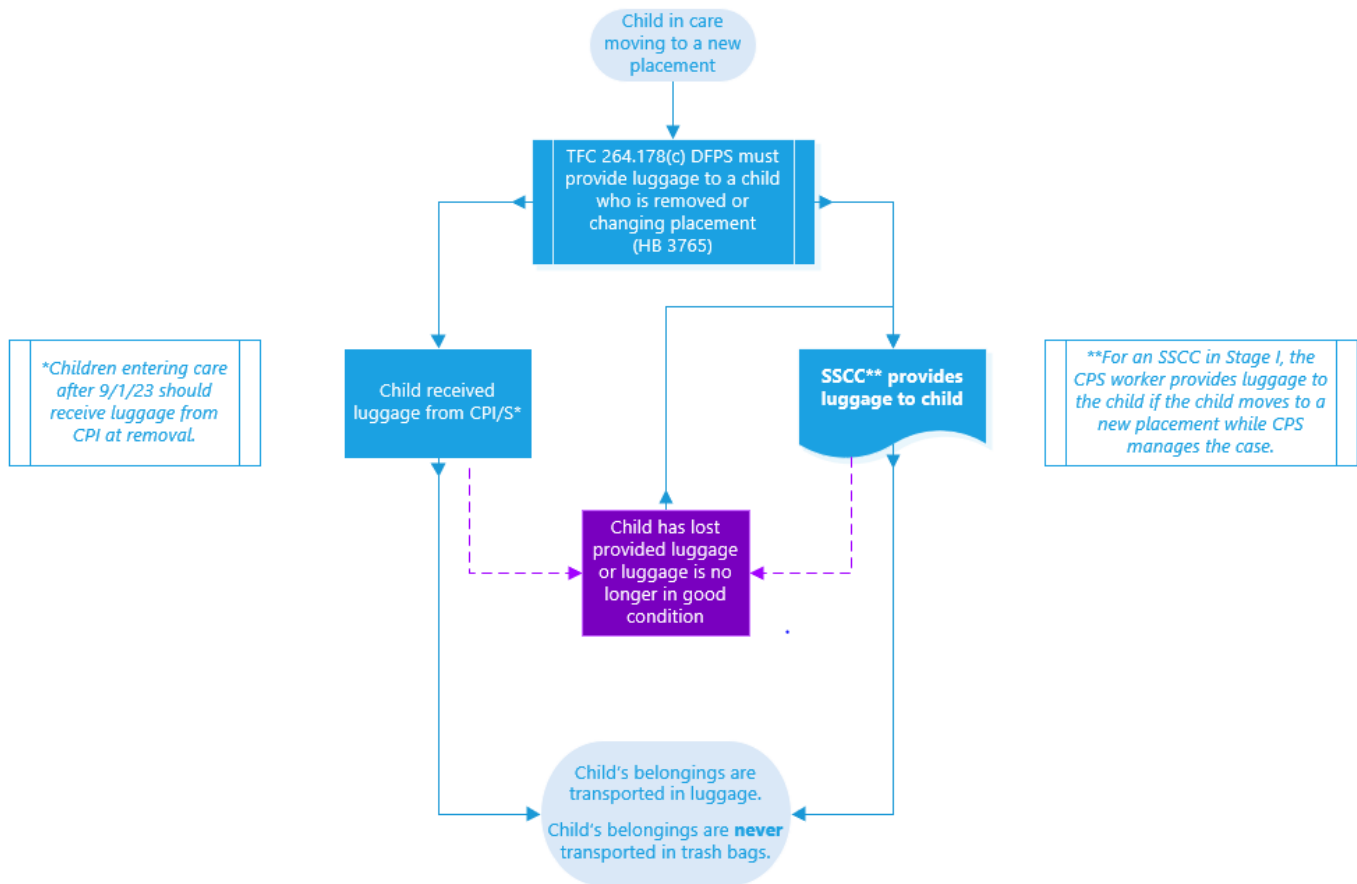 Child in care
moving to a new
placement
TFC 264.178(c) DFPS must
provide luggage to a child
who is removed or
changing placement
(HB 3765)
*Children entering care
after 9/1/23 should
receive luggage from
CPI at removal.
Child received
luggage from CPI/S*
SSCC** provides
luggage to child
**For an SSCC in Stage I, the
CPS worker provides luggage to
the child if the child moves to a
new placement while CPS
manages the case.
Child has lost
provided luggage
or luggage is no
longer in good
condition
.
Child's belongings are
transported in luggage.
Child's belongings are never
transported in trash bags.